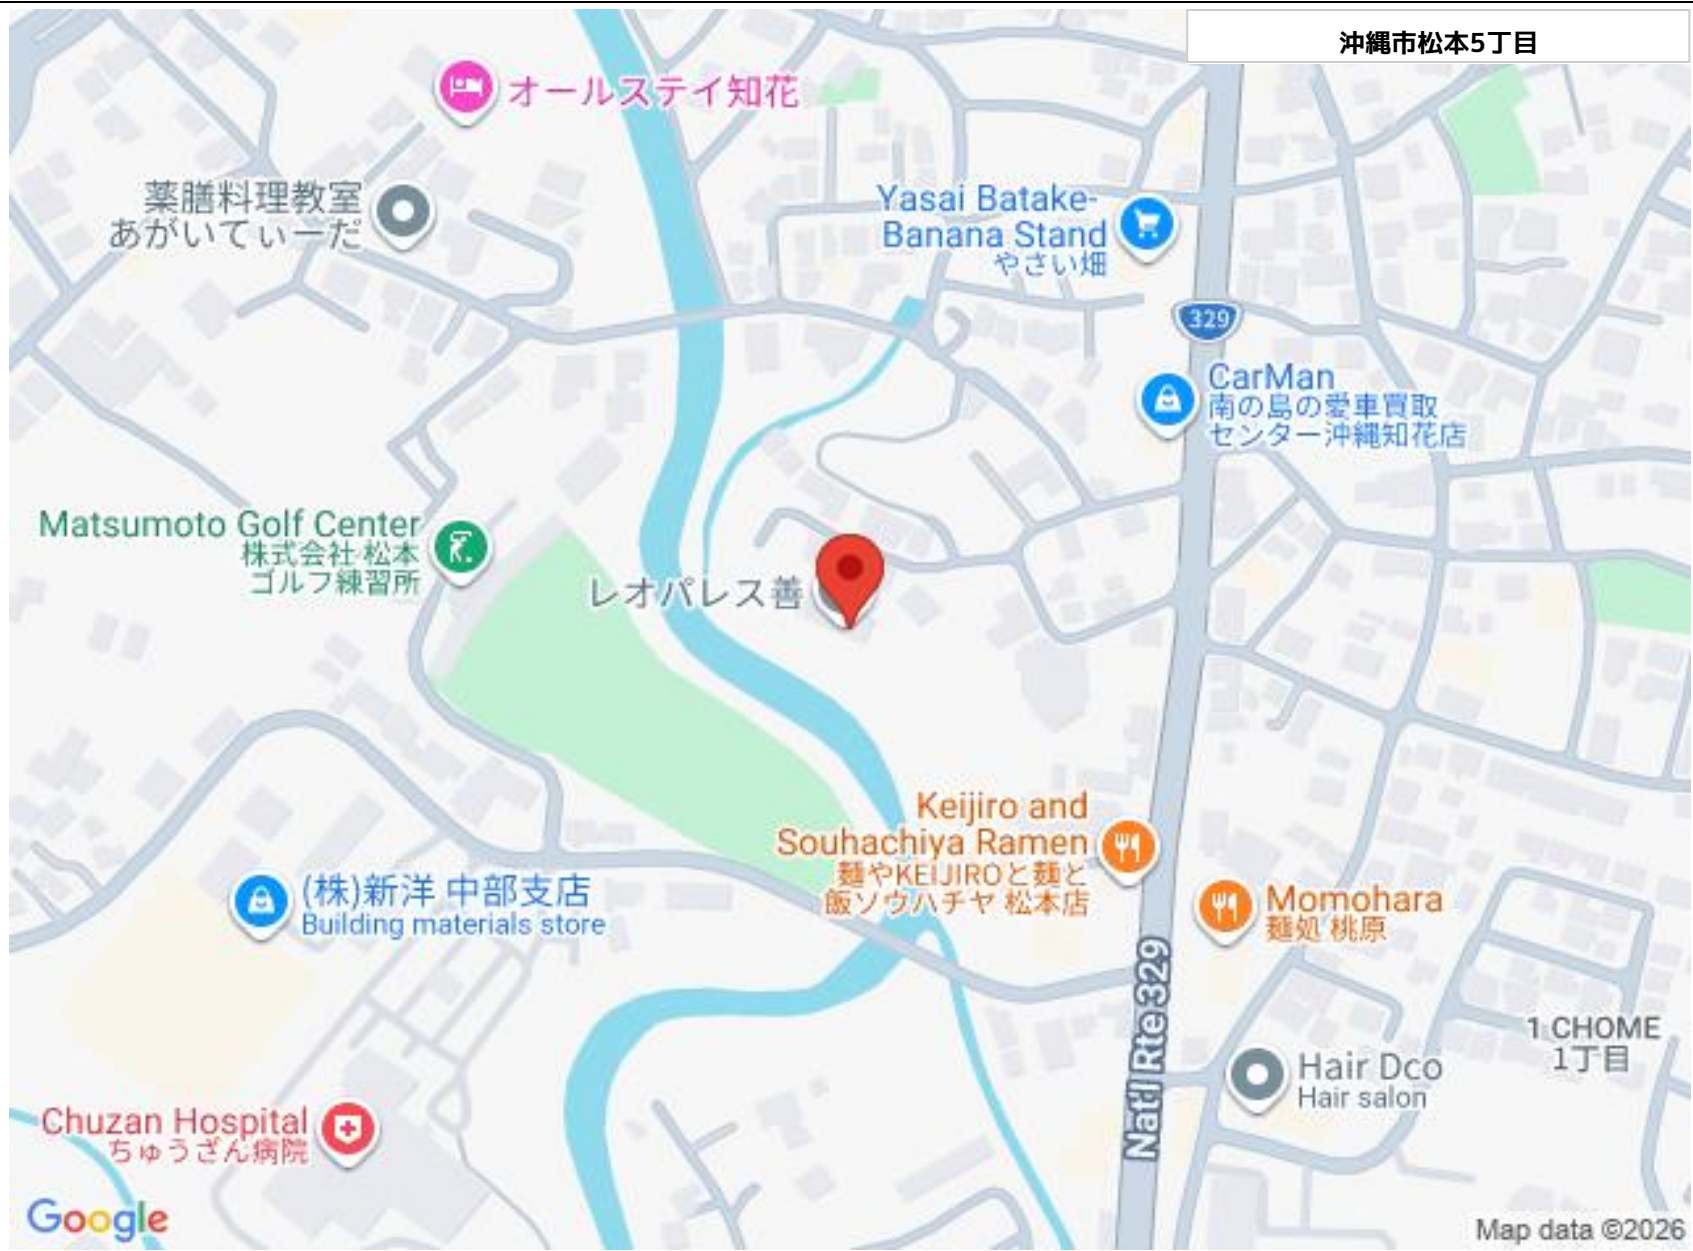 沖縄市松本5丁目
オールステイ知花
薬膳料理教室
あがいてぃーだ
Yasai Batake-
Banana Stand
やさい畑
329
CarMan
南の島の愛車買取
センター沖縄知花店
Matsumoto Golf Center
株式会社 松本
ゴルフ練習所
レオパレス善
Keijiro and
Souhachiya Ramen
麺やKEIJIROと麺と
飯ソウハチヤ 松本店
(株)新洋 中部支店
Building materials store
Momohara
麺処 桃原
Nat'l Rte 329
1 CHOME
1丁目
Hair Dco
Hair salon
Chuzan Hospital
ちゅうざん病院
Google
Map data ©2026